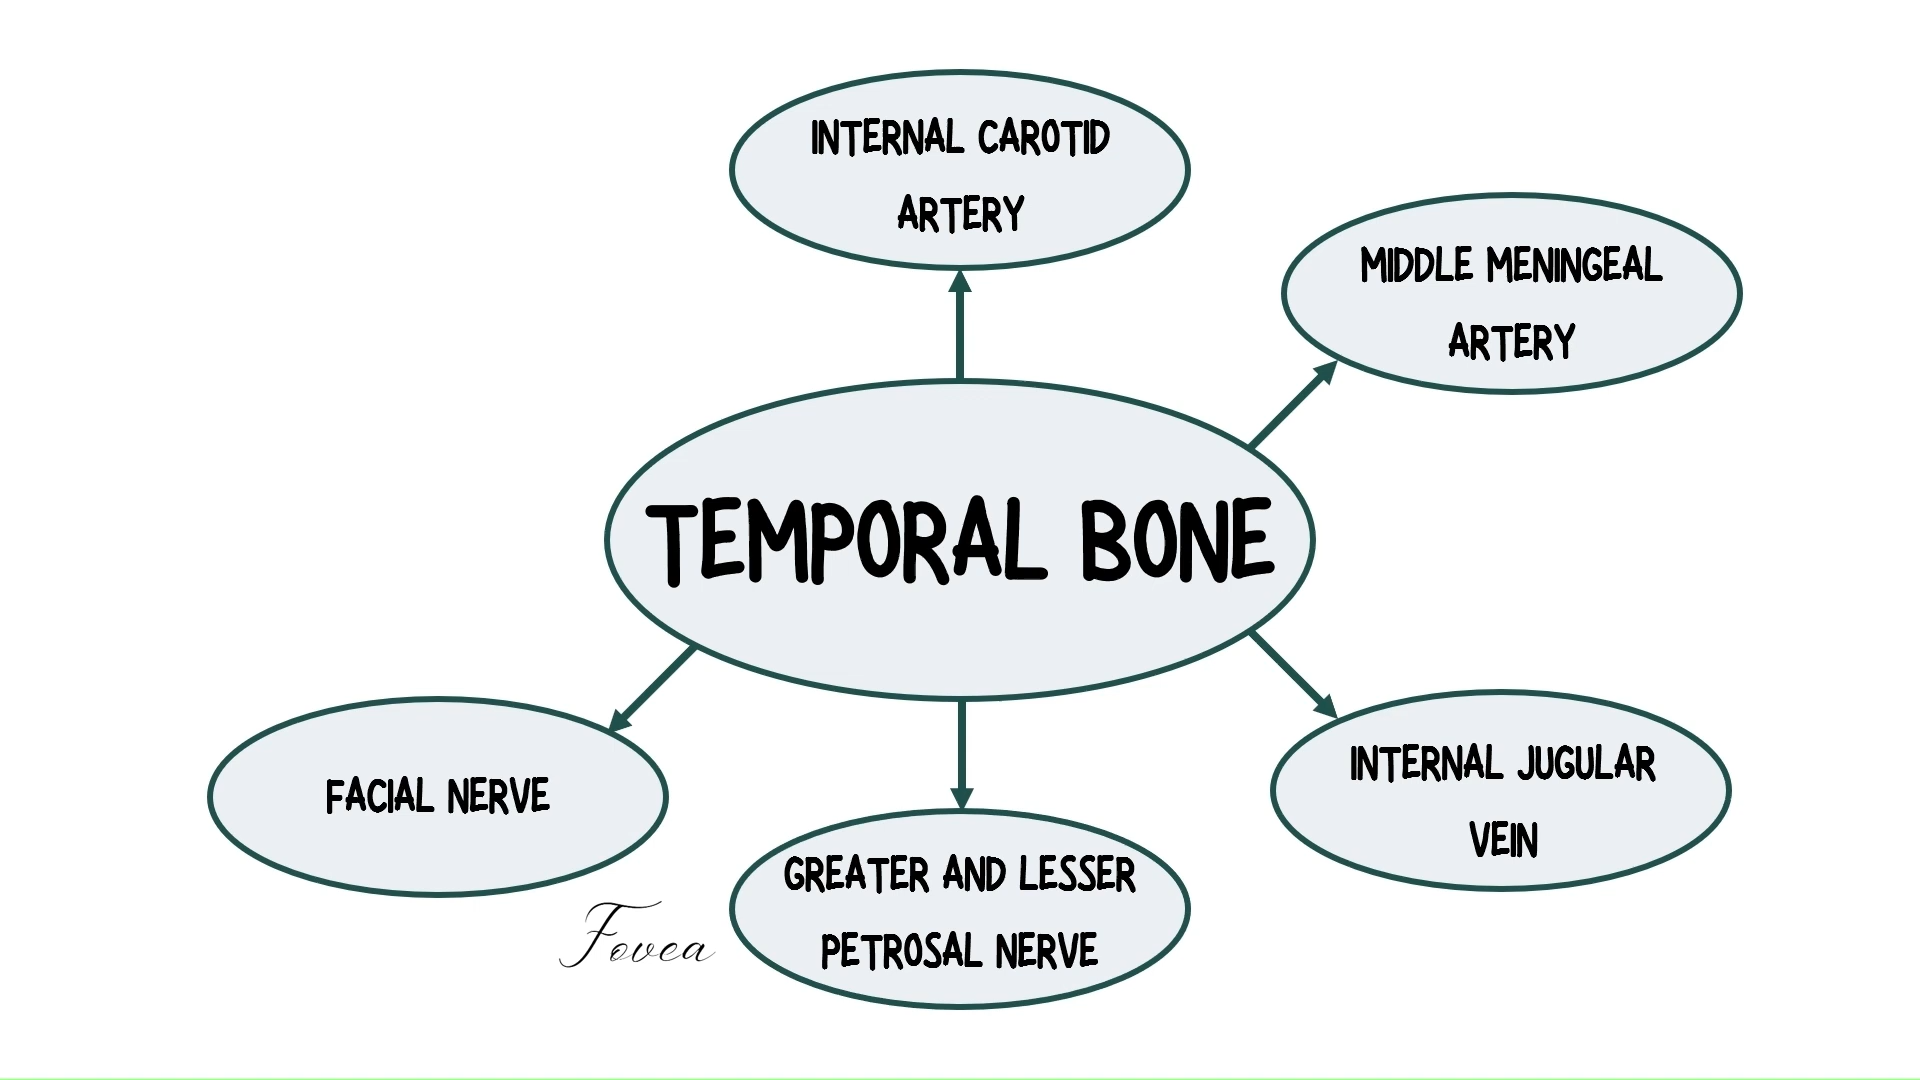 INTERNAL CAROTID
ARTERY
MIDDLE MENINGEAL
ARTERY
TEMPORAL BONE
FACIAL NERVE
INTERNAL JUGULAR
VEIN
GREATER AND LESSER
PETROSAL NERVE
Fovea